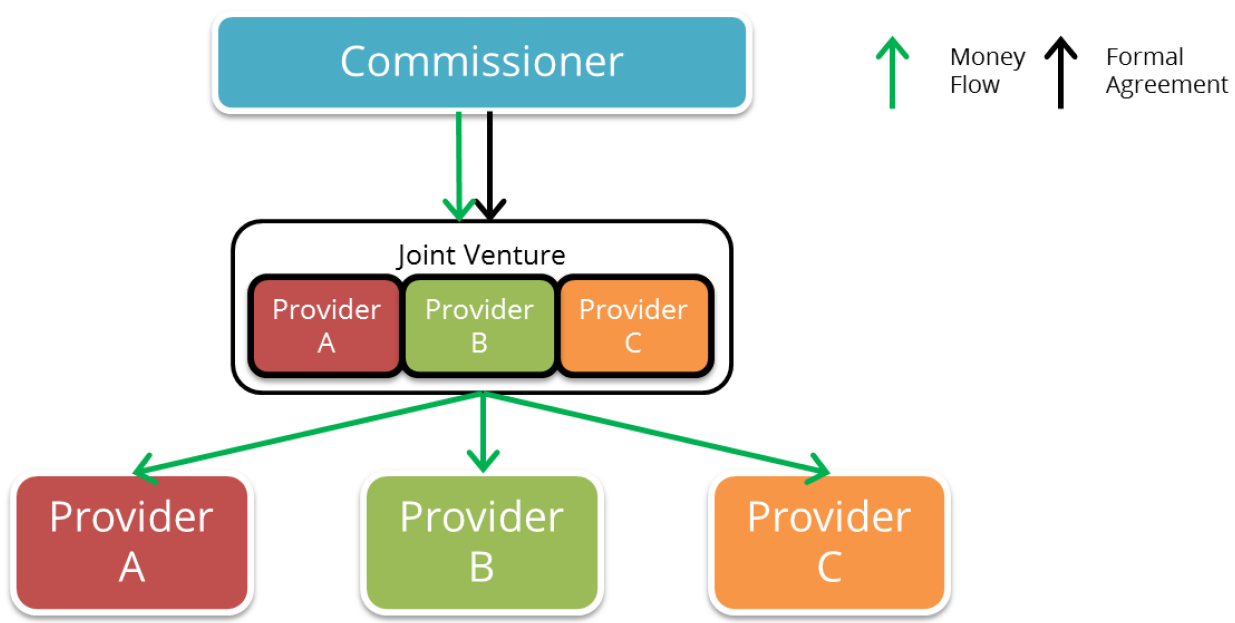 Commissioner
Money
Flow
Formal
Agreement
Joint Venture
Provider
A
Provider
B
Provider
C
Provider
A
Provider
B
Provider
C